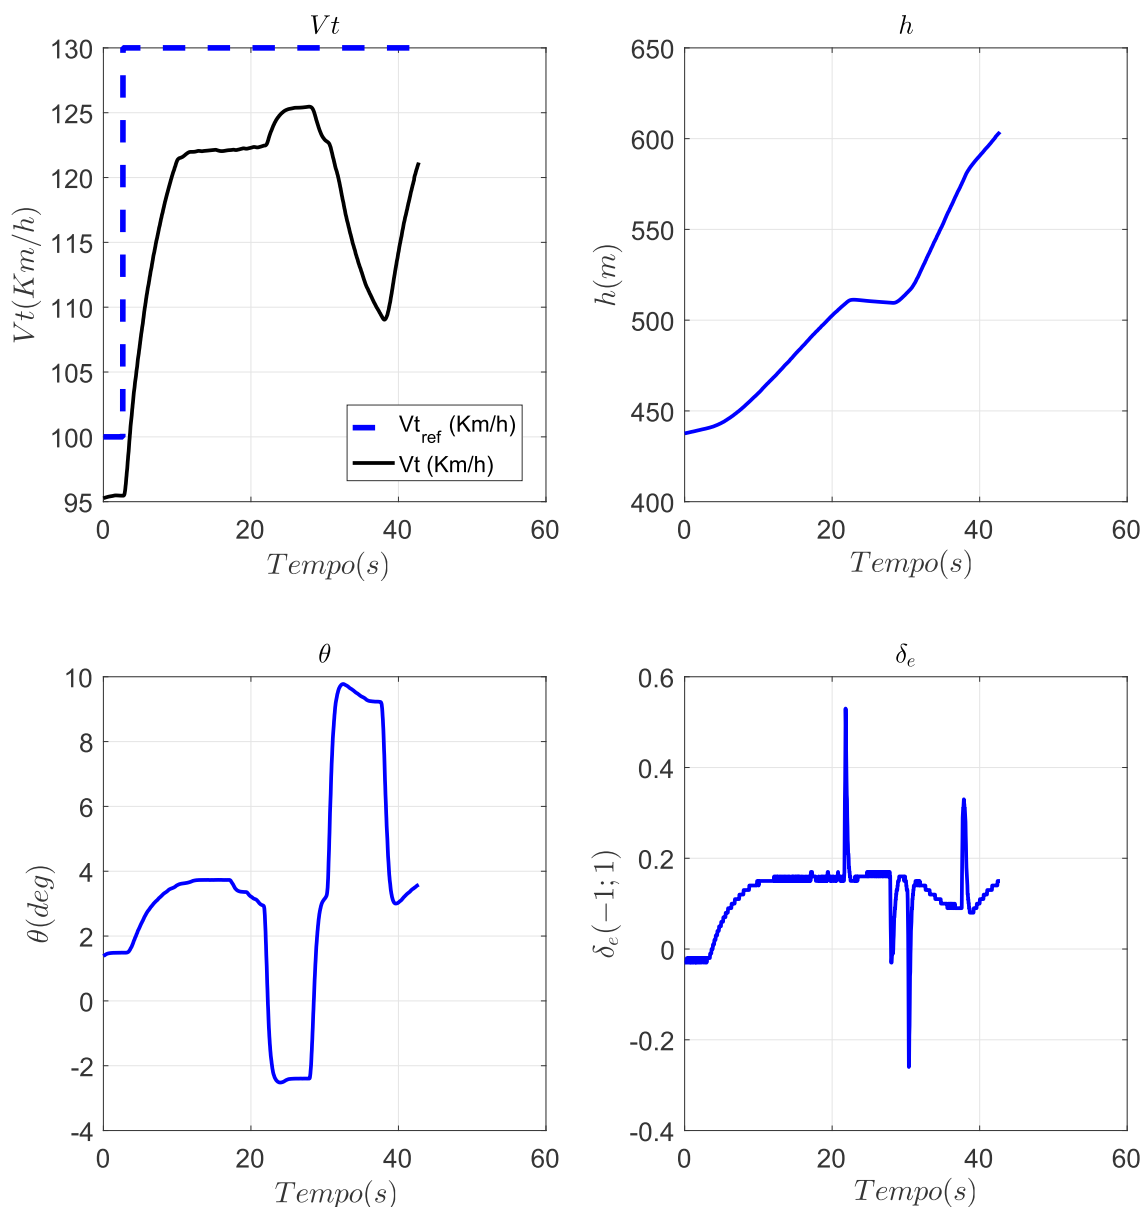 Vt
130
125
120
115
110
105
100
95
Vt(Km/h)
Vt_ref (Km/h)
Vt (Km/h)
0 20 40 60
Tempo(s)
h
650
600
550
500
450
400
h(m)
0 20 40 60
Tempo(s)
θ
10
8
6
4
2
0
-2
-4
θ(deg)
0 20 40 60
Tempo(s)
δ_e
0.6
0.4
0.2
0
-0.2
-0.4
δ_e(−1; 1)
0 20 40 60
Tempo(s)